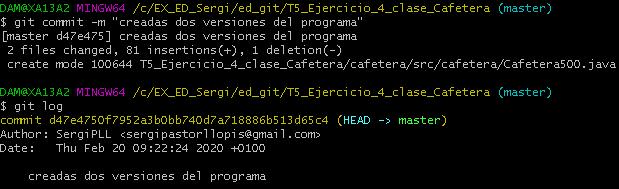 DAM@XA13A2 MINGW64 /c/EX_ED_Sergi/ed_git/T5_Ejercicio_4_clase_Cafetera (master)
$ git commit -m "creadas dos versiones del programa"
[master d47e475] creadas dos versiones del programa
2 files changed, 81 insertions(+), 1 deletion(-)
create mode 100644 T5_Ejercicio_4_clase_Cafetera/cafetera/src/cafetera/Cafetera500.java
DAM@XA13A2 MINGW64 /c/EX_ED_Sergi/ed_git/T5_Ejercicio_4_clase_Cafetera (master)
$ git log
commit d47e4750f7952a3b0bb740d7a718886b513d65c4 (HEAD -> master)
Author: SergiPLL <sergipastorllopis@gmail.com>
Date:   Thu Feb 20 09:22:24 2020 +0100
creadas dos versiones del programa